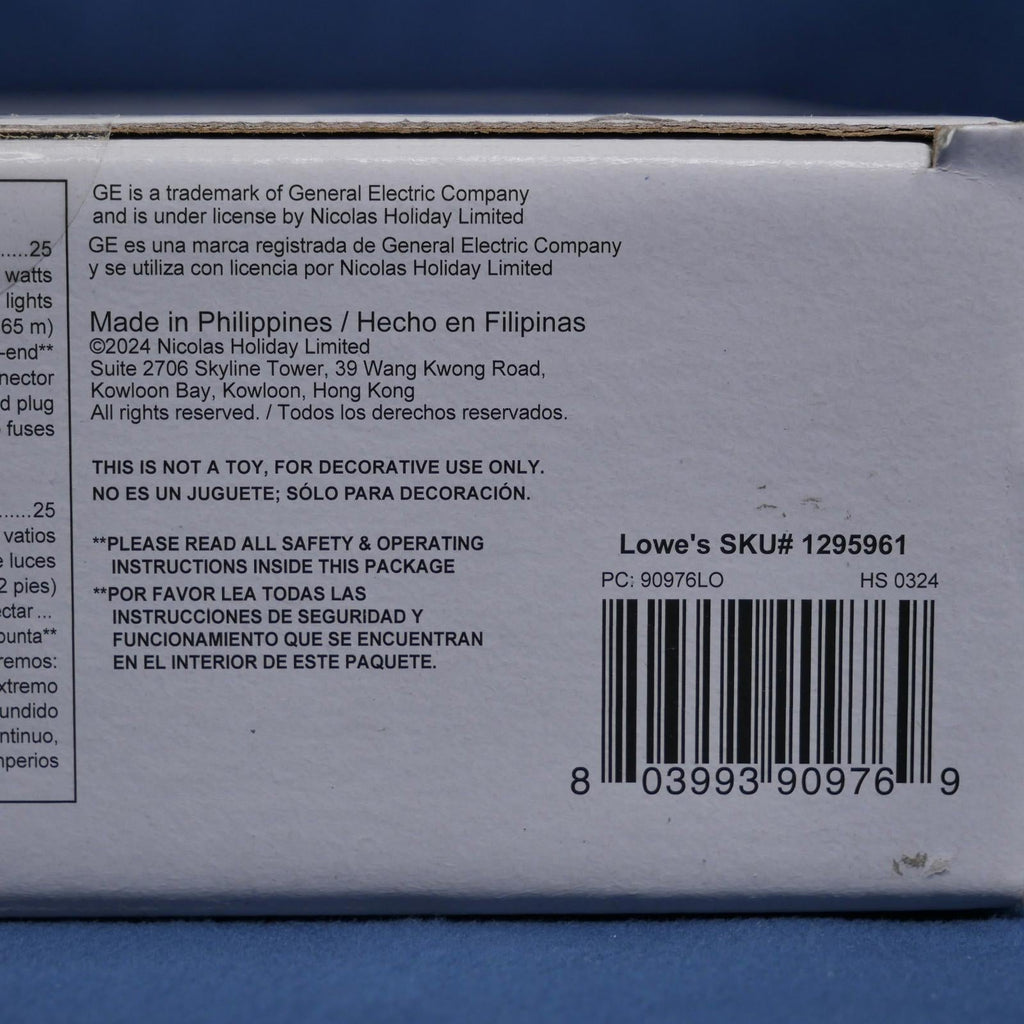 ......25
watts
lights
65 m)
-end**
nector
d plug
fuses
......25
vatios
e luces
2 pies)
ctar ...
punta**
remos:
xtremo
undido
ntinuo,
nperios
GE is a trademark of General Electric Company
and is under license by Nicolas Holiday Limited
GE es una marca registrada de General Electric Company
y se utiliza con licencia por Nicolas Holiday Limited
Made in Philippines / Hecho en Filipinas
©2024 Nicolas Holiday Limited
Suite 2706 Skyline Tower, 39 Wang Kwong Road,
Kowloon Bay, Kowloon, Hong Kong
All rights reserved. / Todos los derechos reservados.
THIS IS NOT A TOY, FOR DECORATIVE USE ONLY.
NO ES UN JUGUETE; SÓLO PARA DECORACIÓN.
**PLEASE READ ALL SAFETY & OPERATING
INSTRUCTIONS INSIDE THIS PACKAGE
**POR FAVOR LEA TODAS LAS
INSTRUCCIONES DE SEGURIDAD Y
FUNCIONAMIENTO QUE SE ENCUENTRAN
EN EL INTERIOR DE ESTE PAQUETE.
Lowe's SKU# 1295961
PC: 90976LO HS 0324
8 03993 90976 9